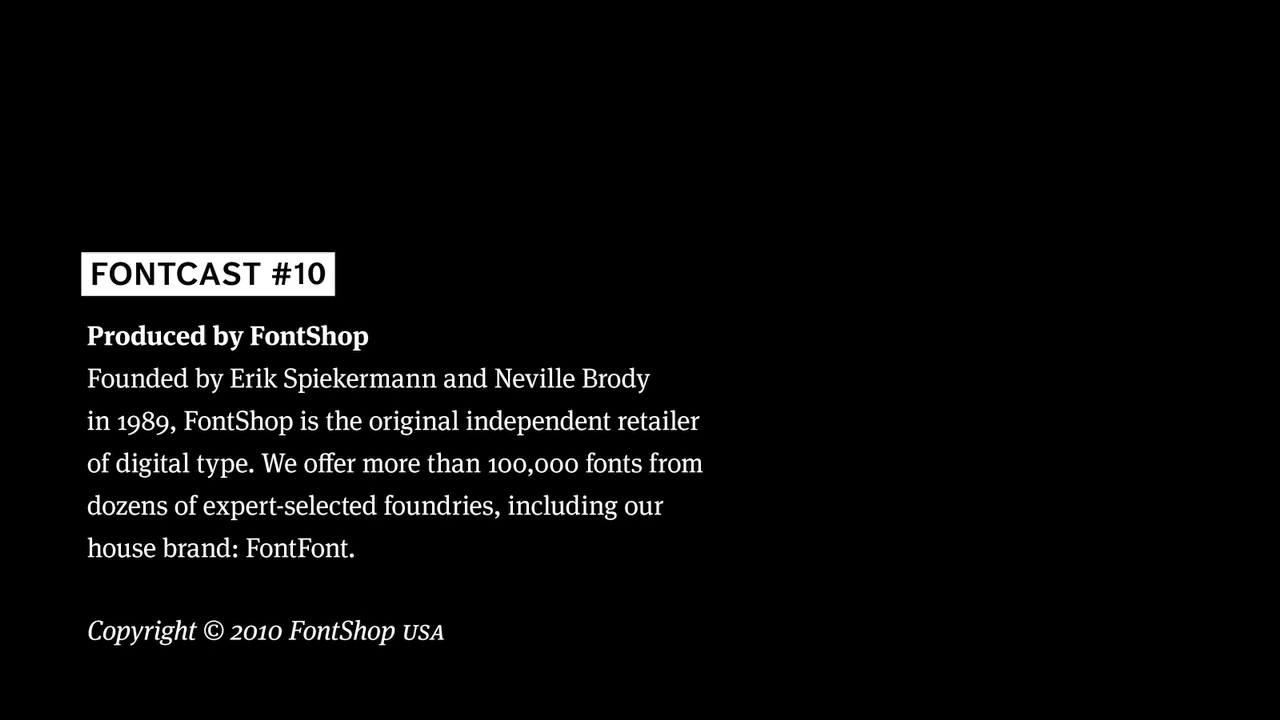 FONTCAST #10
Produced by FontShop
Founded by Erik Spiekermann and Neville Brody
in 1989, FontShop is the original independent retailer
of digital type. We offer more than 100,000 fonts from
dozens of expert-selected foundries, including our
house brand: FontFont.
Copyright © 2010 FontShop USA